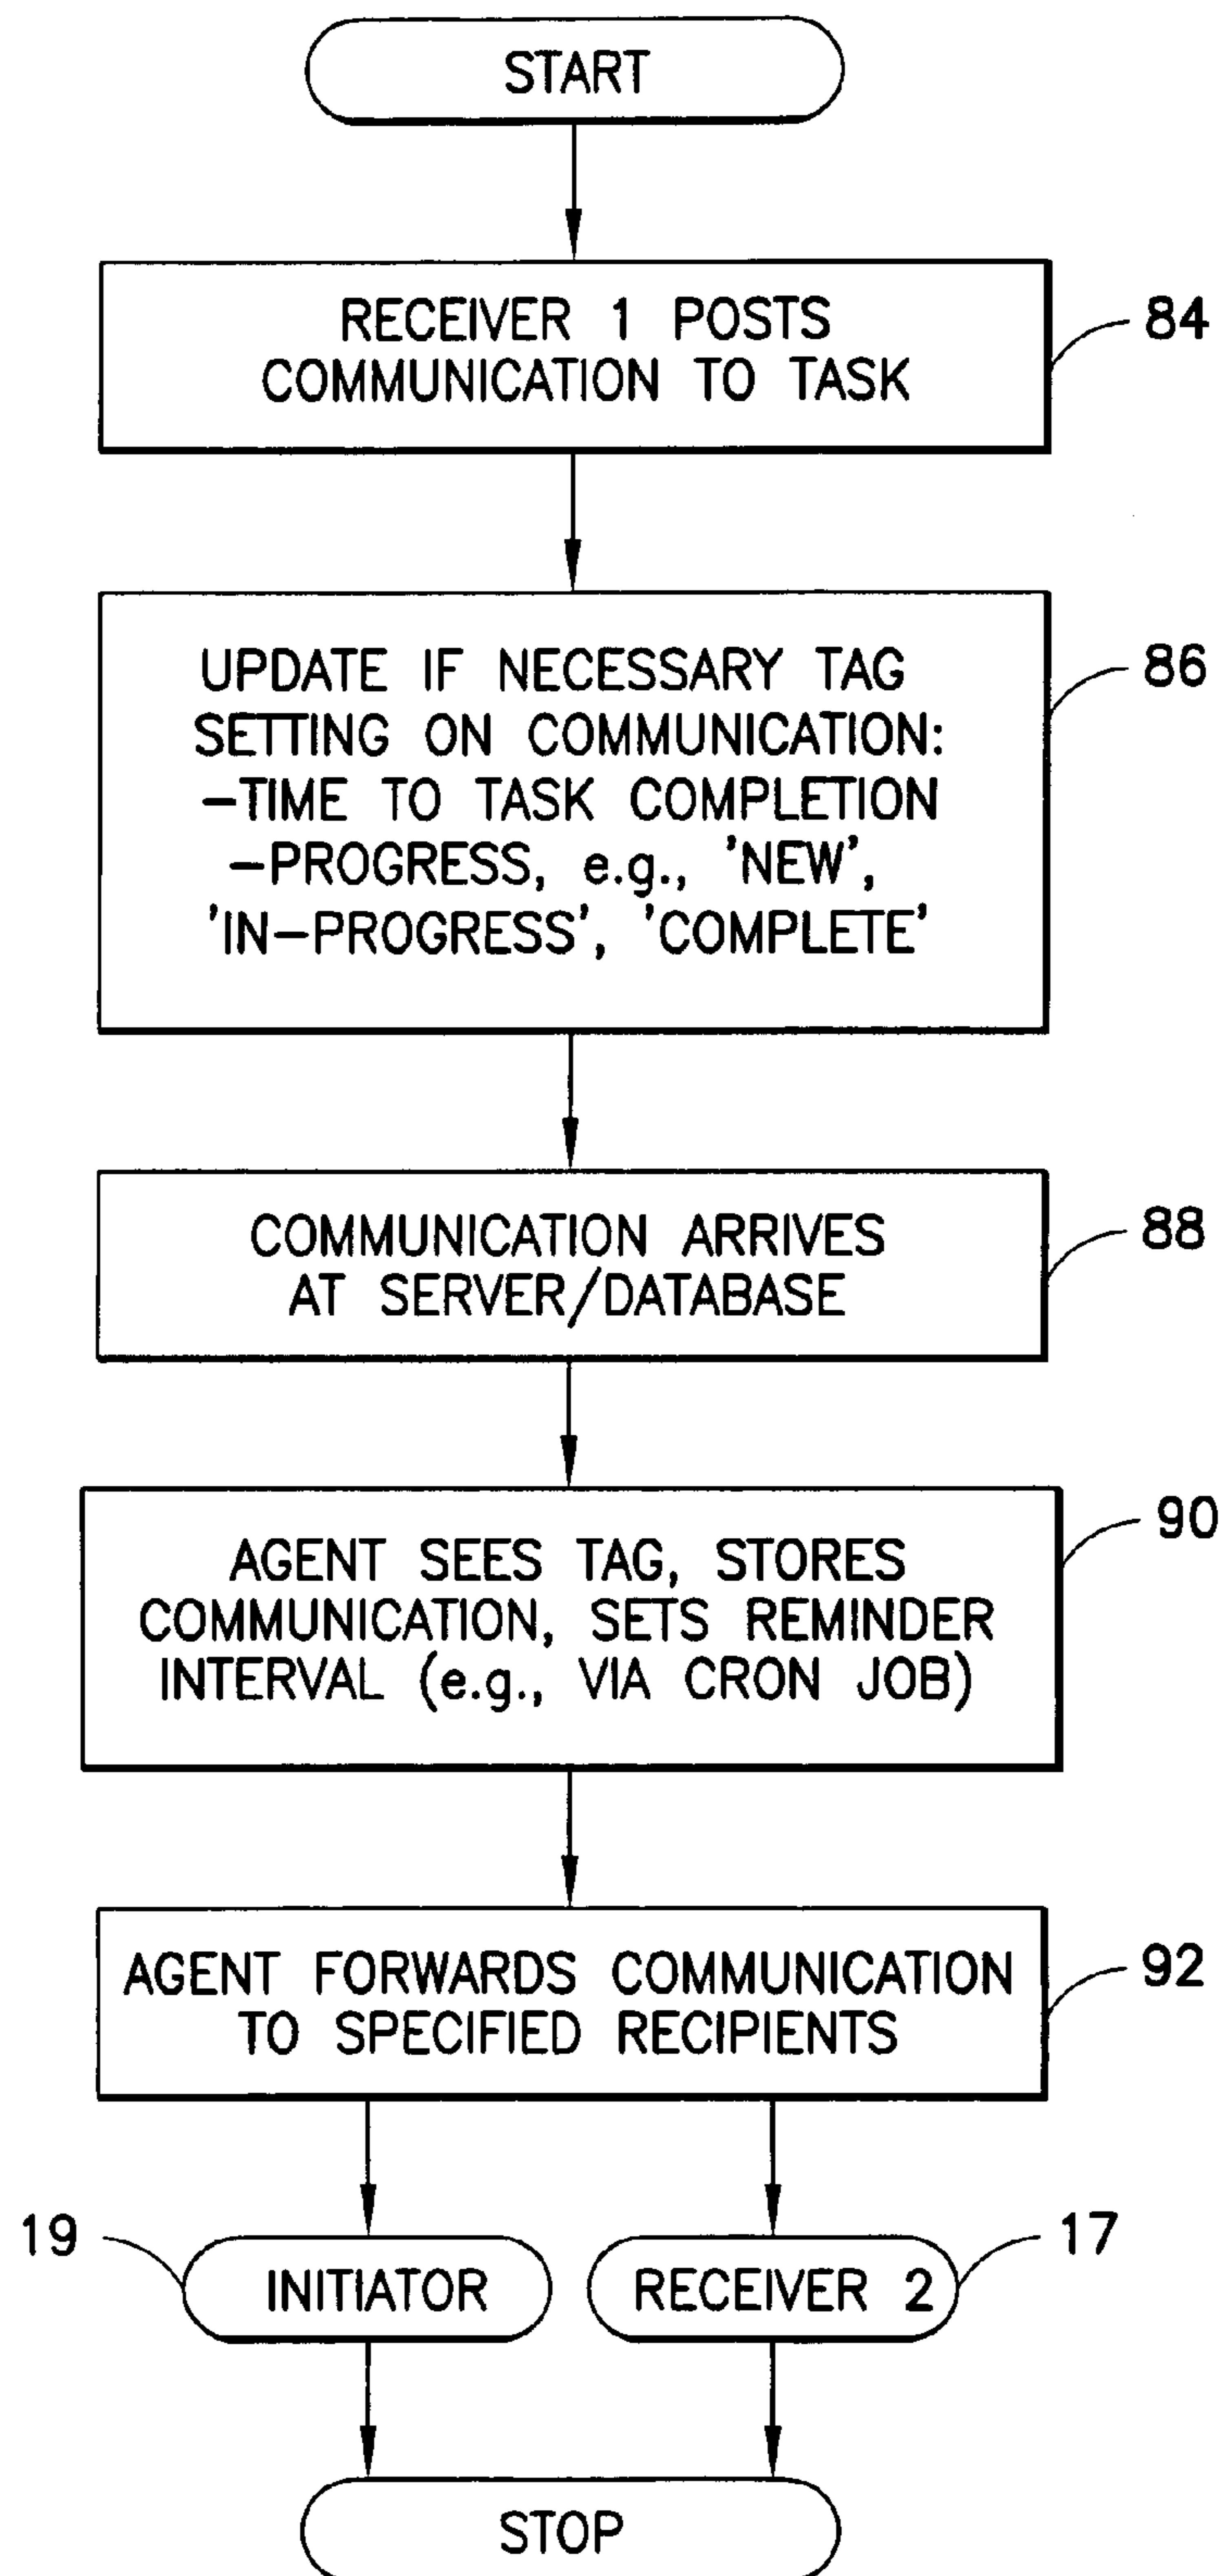 START
RECEIVER 1 POSTS
COMMUNICATION TO TASK
84
UPDATE IF NECESSARY TAG
SETTING ON COMMUNICATION:
-TIME TO TASK COMPLETION
-PROGRESS, e.g., 'NEW',
'IN-PROGRESS', 'COMPLETE'
86
COMMUNICATION ARRIVES
AT SERVER/DATABASE
88
AGENT SEES TAG, STORES
COMMUNICATION, SETS REMINDER
INTERVAL (e.g., VIA CRON JOB)
90
AGENT FORWARDS COMMUNICATION
TO SPECIFIED RECIPIENTS
92
19
INITIATOR
RECEIVER 2
17
STOP